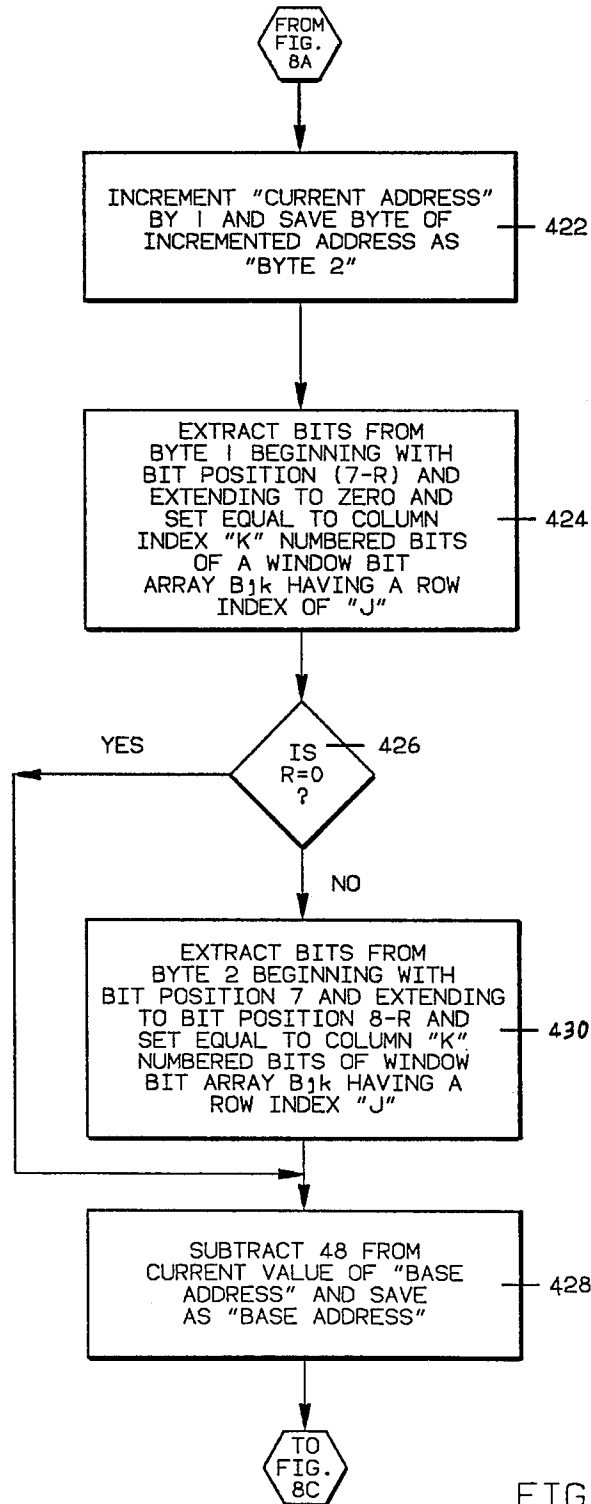 FROM
FIG.
8A
INCREMENT "CURRENT ADDRESS"
BY 1 AND SAVE BYTE OF
INCREMENTED ADDRESS AS
"BYTE 2"
422
EXTRACT BITS FROM
BYTE 1 BEGINNING WITH
BIT POSITION (7-R) AND
EXTENDING TO ZERO AND
SET EQUAL TO COLUMN
INDEX "K" NUMBERED BITS
OF A WINDOW BIT
ARRAY Bjk HAVING A ROW
INDEX OF "J"
424
YES
IS
R=0
?
426
NO
EXTRACT BITS FROM
BYTE 2 BEGINNING WITH
BIT POSITION 7 AND EXTENDING
TO BIT POSITION 8-R AND
SET EQUAL TO COLUMN "K"
NUMBERED BITS OF WINDOW
BIT ARRAY Bjk HAVING A
ROW INDEX "J"
430
SUBTRACT 48 FROM
CURRENT VALUE OF "BASE
ADDRESS" AND SAVE
AS "BASE ADDRESS"
428
TO
FIG.
8C
FIG